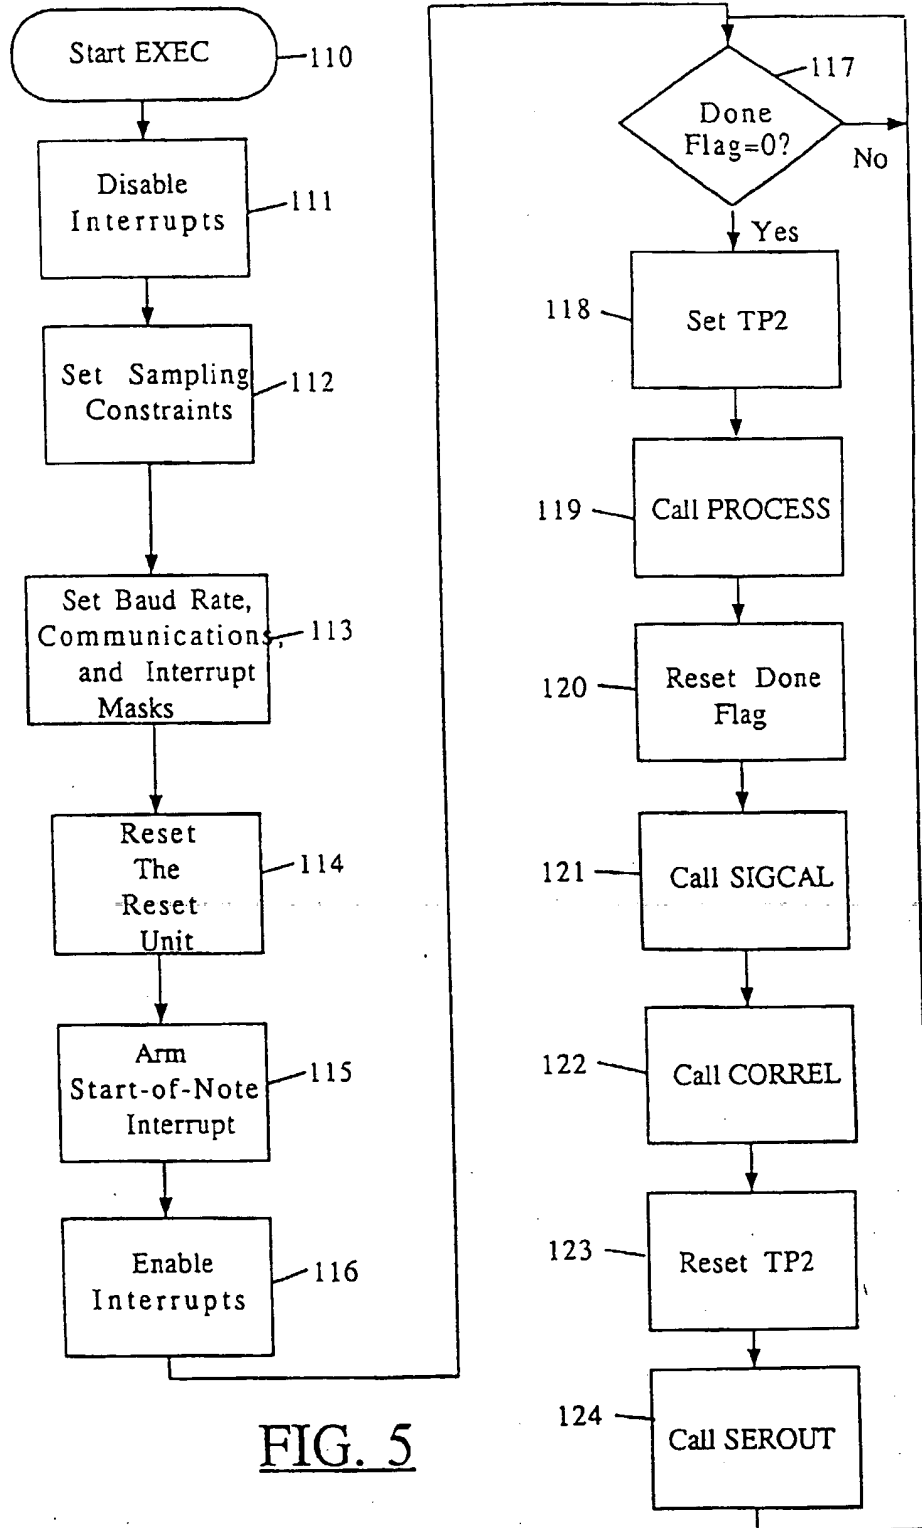 Start EXEC
110
Disable
Interrupts
111
Set Sampling
Constraints
112
Set Baud Rate,
Communications,
and Interrupt
Masks
113
Reset
The
Reset
Unit
114
Arm
Start-of-Note
Interrupt
115
Enable
Interrupts
116
Done
Flag=0?
117
No
Yes
Set TP2
118
Call PROCESS
119
Reset Done
Flag
120
Call SIGCAL
121
Call CORREL
122
Reset TP2
123
Call SEROUT
124
FIG. 5